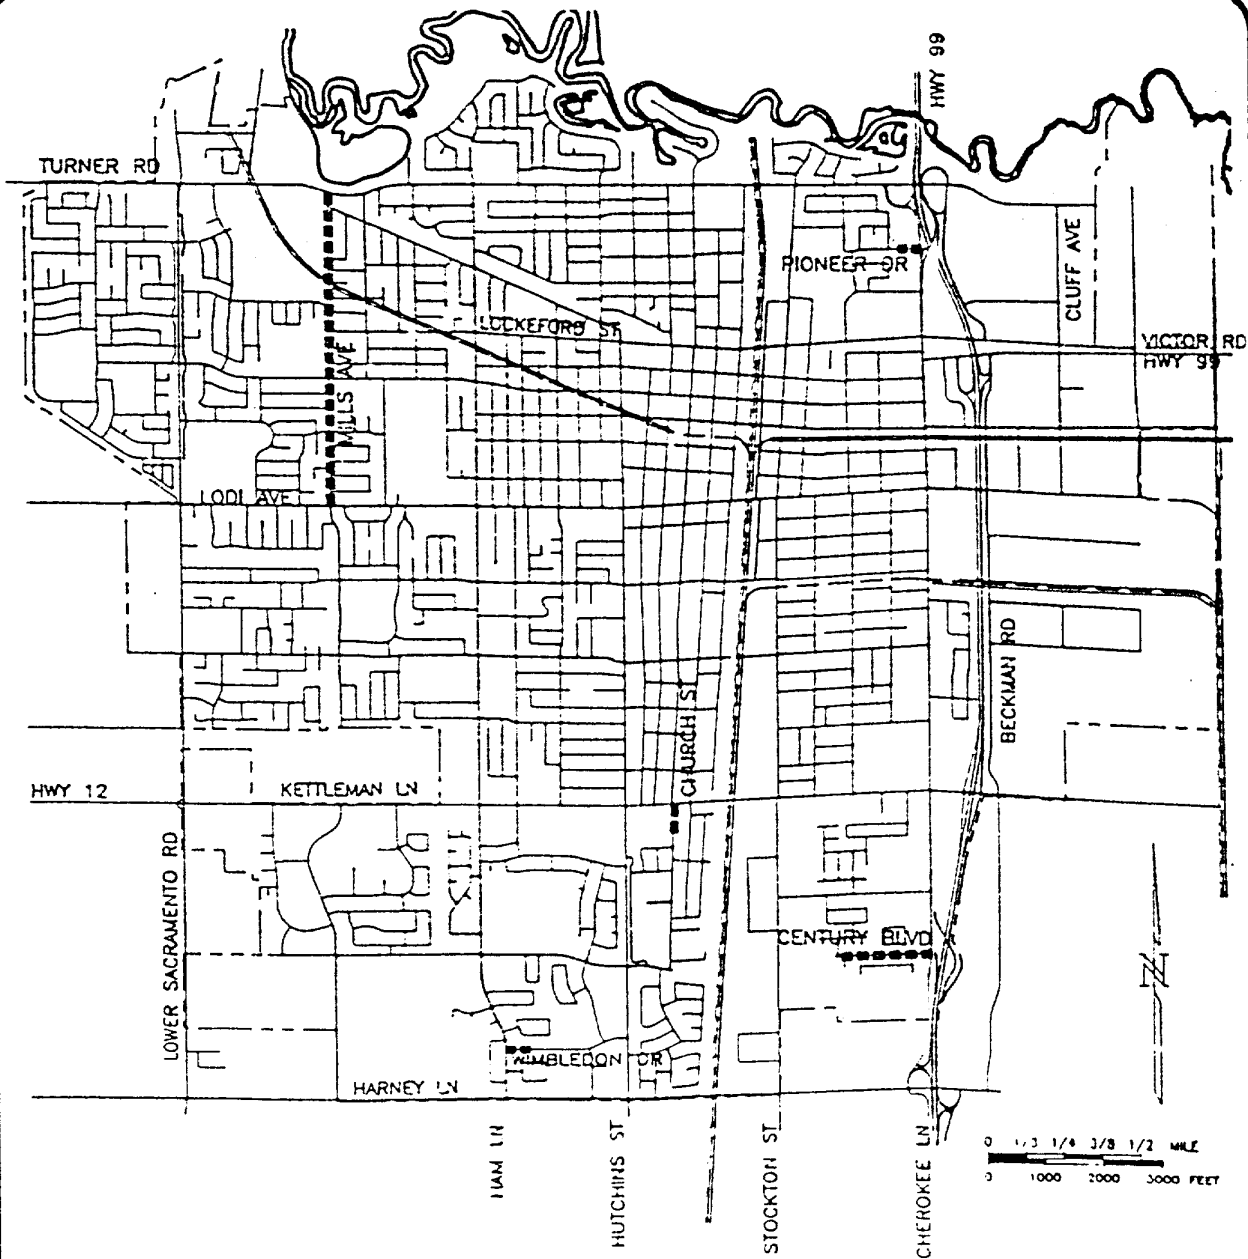 HWY 99
TURNER RD
PIONEER DR
CLUFF AVE
LOCKEFORD ST
VICTOR RD
HWY 99
MILLS AVE
LODI AVE
BECKMAN RD
CHURCH ST
HWY 12
KETTLEMAN LN
LOWER SACRAMENTO RD
CENTURY BLVD
WIMBLEDON DR
HARNEY LN
HAM LN
HUTCHINS ST
STOCKTON ST
CHEROKEE LN
0 1/4 3/8 1/2 MILE
0 1000 2000 3000 FEET